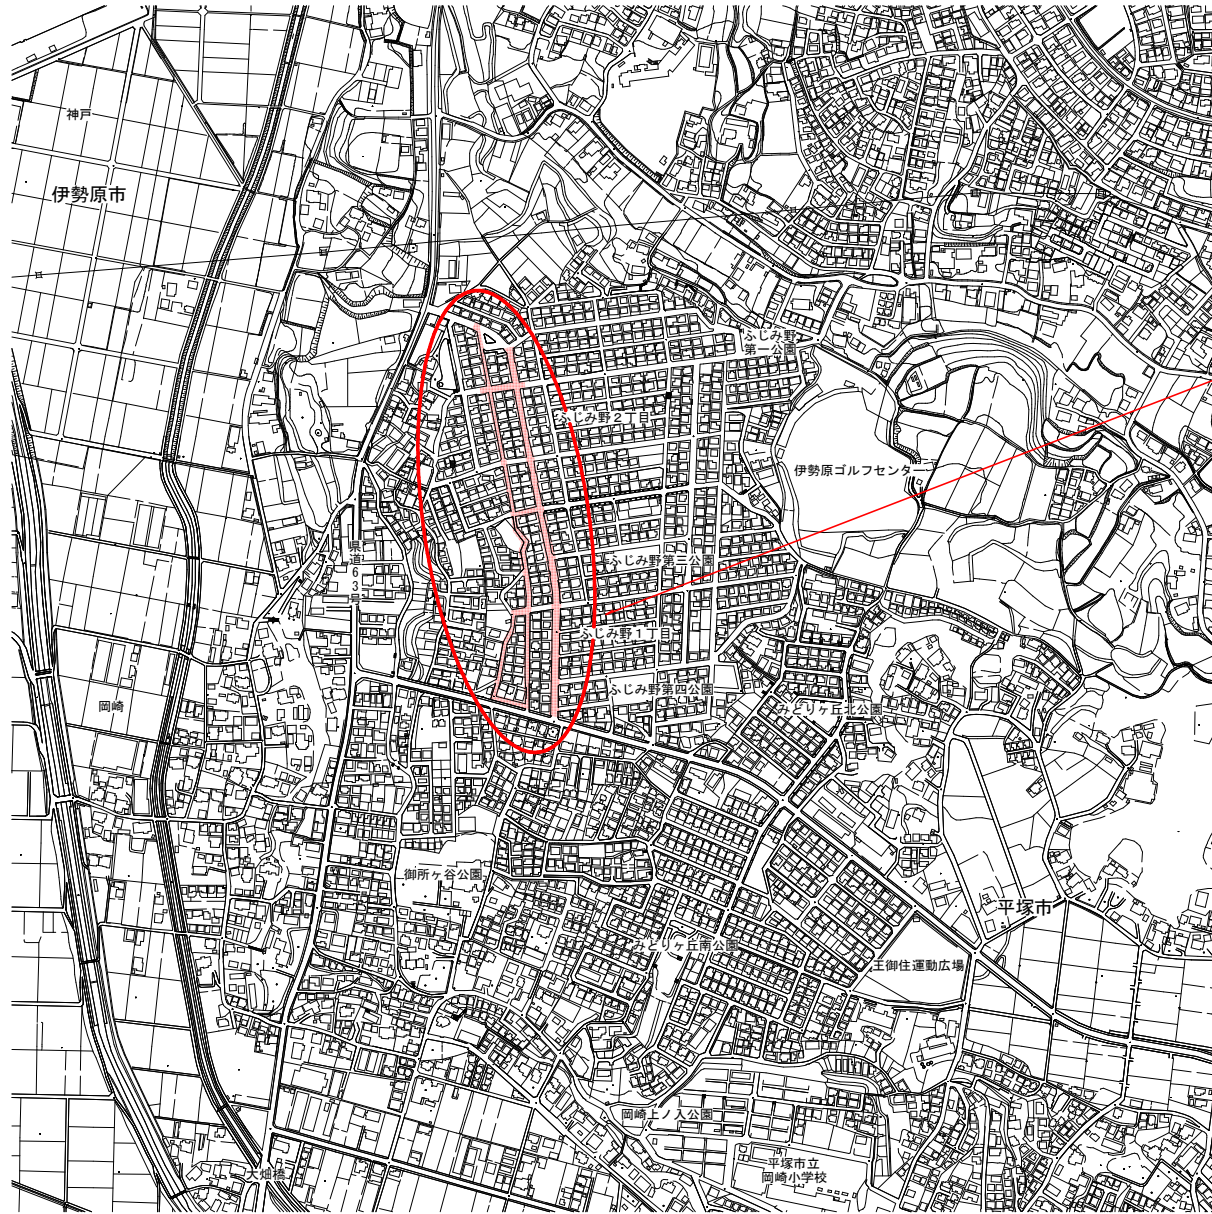 神戸
伊勢原市
ふじみ野
第一公園
ふじみ野2丁目
伊勢原ゴルフセンター
県道63号
ふじみ野第三公園
ふじみ野1丁目
ふじみ野第四公園
みどりヶ丘北公園
岡崎
御所ヶ谷公園
平塚市
みどりヶ丘南公園
王御住運動広場
岡崎上ノ入公園
平塚市立
岡崎小学校
大畑橋